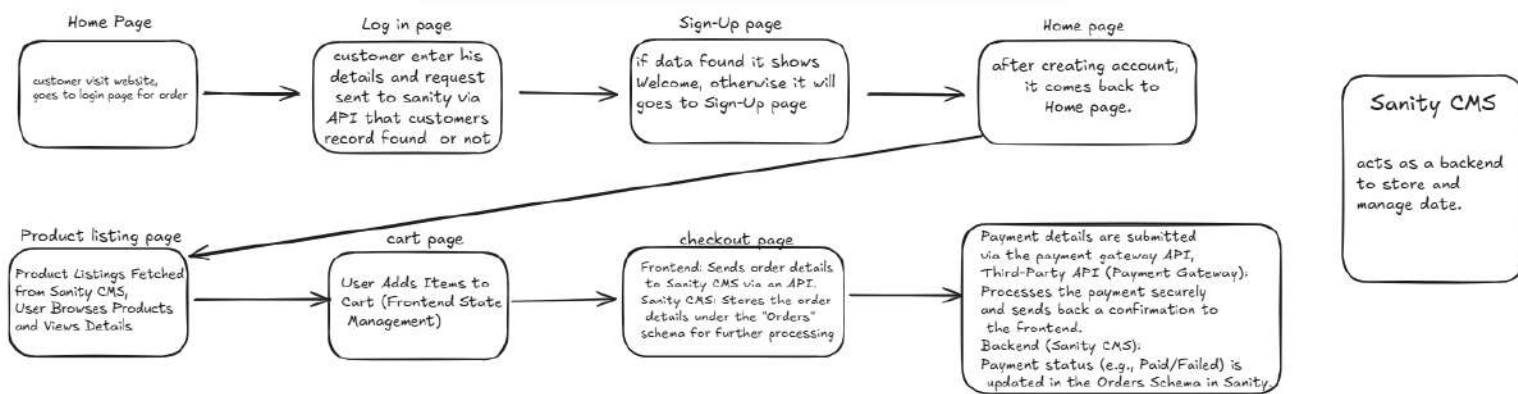 Home Page
customer visit website,
goes to login page for order
Log in page
customer enter his
details and request
sent to sanity via
API that customers
record found or not
Sign-Up page
if data found it shows
Welcome, otherwise it will
goes to Sign-Up page
Home page
after creating account,
it comes back to
Home page.
Sanity CMS
acts as a backend
to store and
manage date.
Product listing page
Product Listings Fetched
from Sanity CMS,
User Browses Products
and Views Details
cart page
User Adds Items to
Cart (Frontend State
Management)
checkout page
Frontend: Sends order details
to Sanity CMS via an API.
Sanity CMS: Stores the order
details under the "Orders"
schema for further processing
Payment details are submitted
via the payment gateway API,
Third-Party API (Payment Gateway):
Processes the payment securely
and sends back a confirmation to
the frontend.
Backend (Sanity CMS):
Payment status (e.g., Paid/Failed) is
updated in the Orders Schema in Sanity.